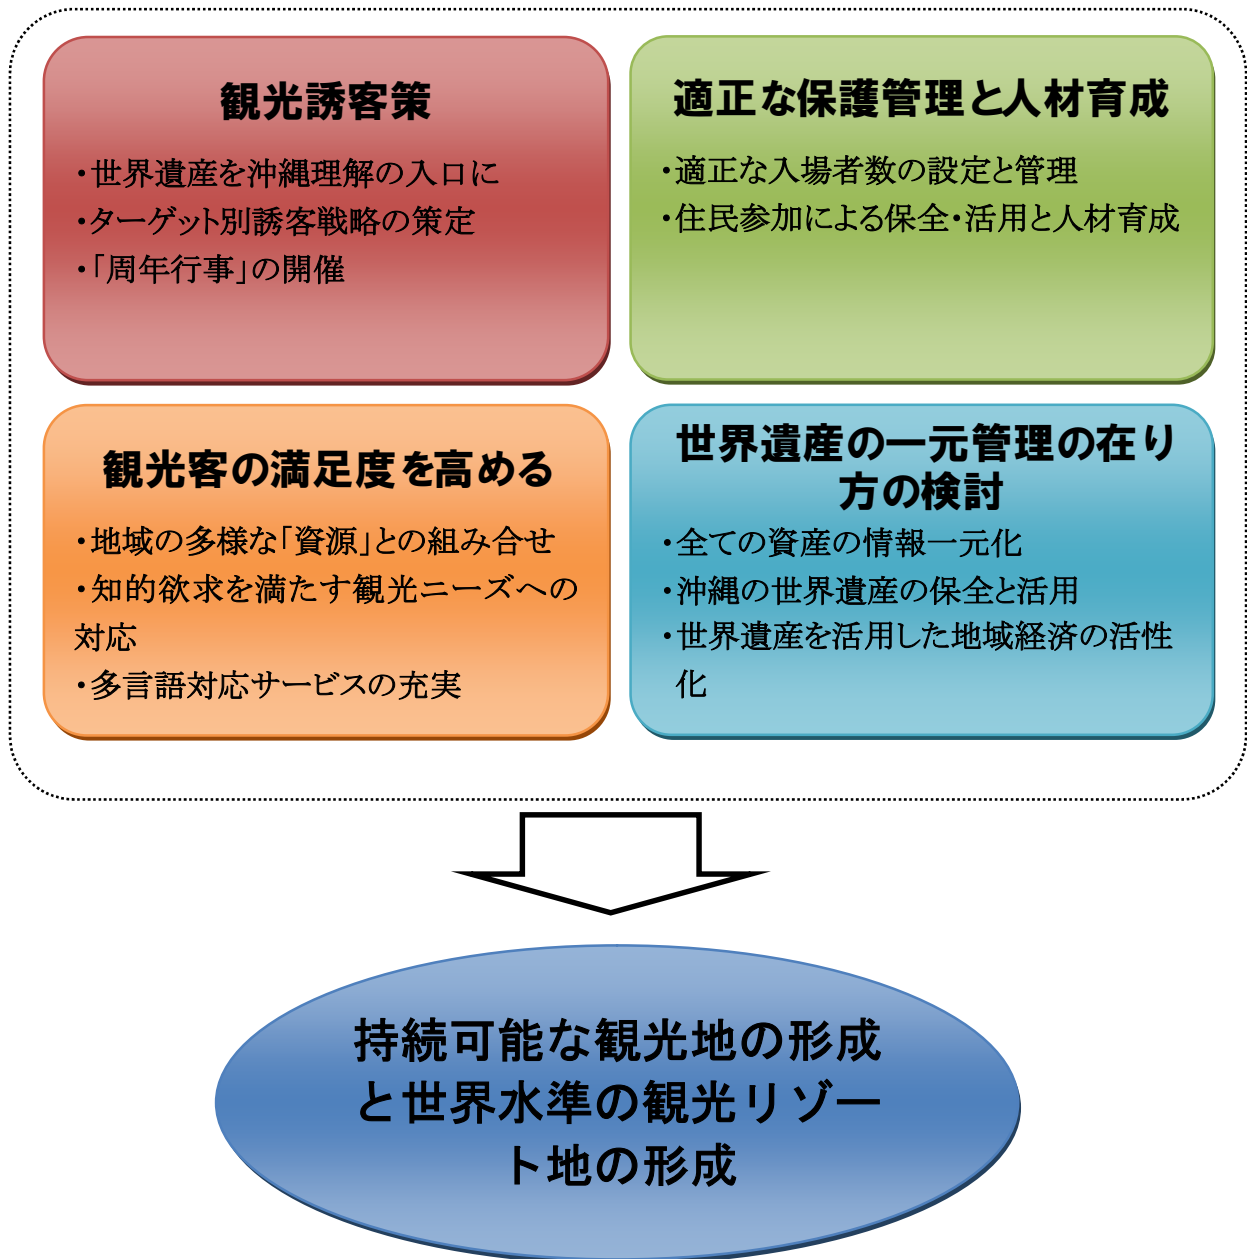 観光誘客策
・世界遺産を沖縄理解の入口に
・ターゲット別誘客戦略の策定
・「周年行事」の開催
適正な保護管理と人材育成
・適正な入場者数の設定と管理
・住民参加による保全・活用と人材育成
観光客の満足度を高める
・地域の多様な「資源」との組み合せ
・知的欲求を満たす観光ニーズへの
対応
・多言語対応サービスの充実
世界遺産の一元管理の在り
方の検討
・全ての資産の情報一元化
・沖縄の世界遺産の保全と活用
・世界遺産を活用した地域経済の活性
化
持続可能な観光地の形成
と世界水準の観光リゾー
ト地の形成